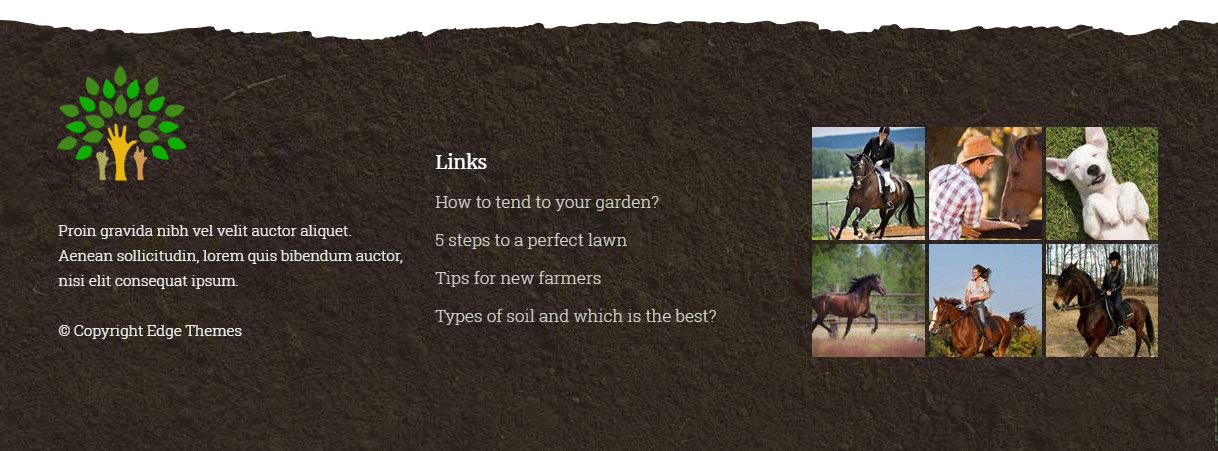 Proin gravida nibh vel velit auctor aliquet.
Aenean sollicitudin, lorem quis bibendum auctor,
nisi elit consequat ipsum.
© Copyright Edge Themes
Links
How to tend to your garden?
5 steps to a perfect lawn
Tips for new farmers
Types of soil and which is the best?